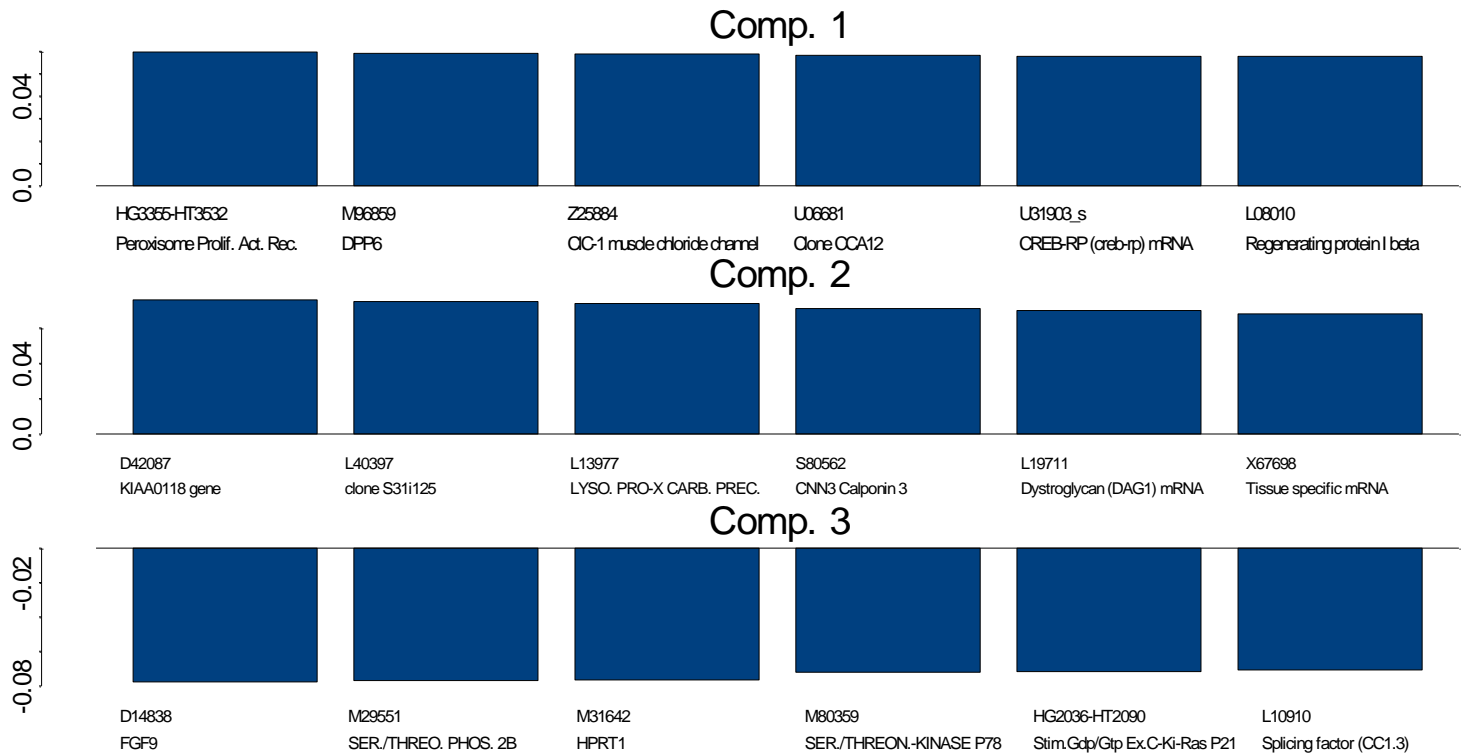 Comp. 1
0.04
0.0
HG3355-HT3532 M96859 Z25884 U06681 U31903_s L08010
Peroxisome Prolif. Act. Rec. DPP6 ClC-1 muscle chloride channel Clone CCA12 CREB-RP (creb-rp) mRNA Regenerating protein I beta
Comp. 2
0.04
0.0
D42087 L40397 L13977 S80562 L19711 X67698
KIAA0118 gene clone S31i125 LYSO. PRO-X CARB. PREC. CNN3 Calponin 3 Dystroglycan (DAG1) mRNA Tissue specific mRNA
Comp. 3
-0.02
-0.08
D14838 M29551 M31642 M80359 HG2036-HT2090 L10910
FGF9 SER./THREO. PHOS. 2B HPRT1 SER./THREON.-KINASE P78 Stim.Gdp/Gtp Ex.C-Ki-Ras P21 Splicing factor (CC1.3)